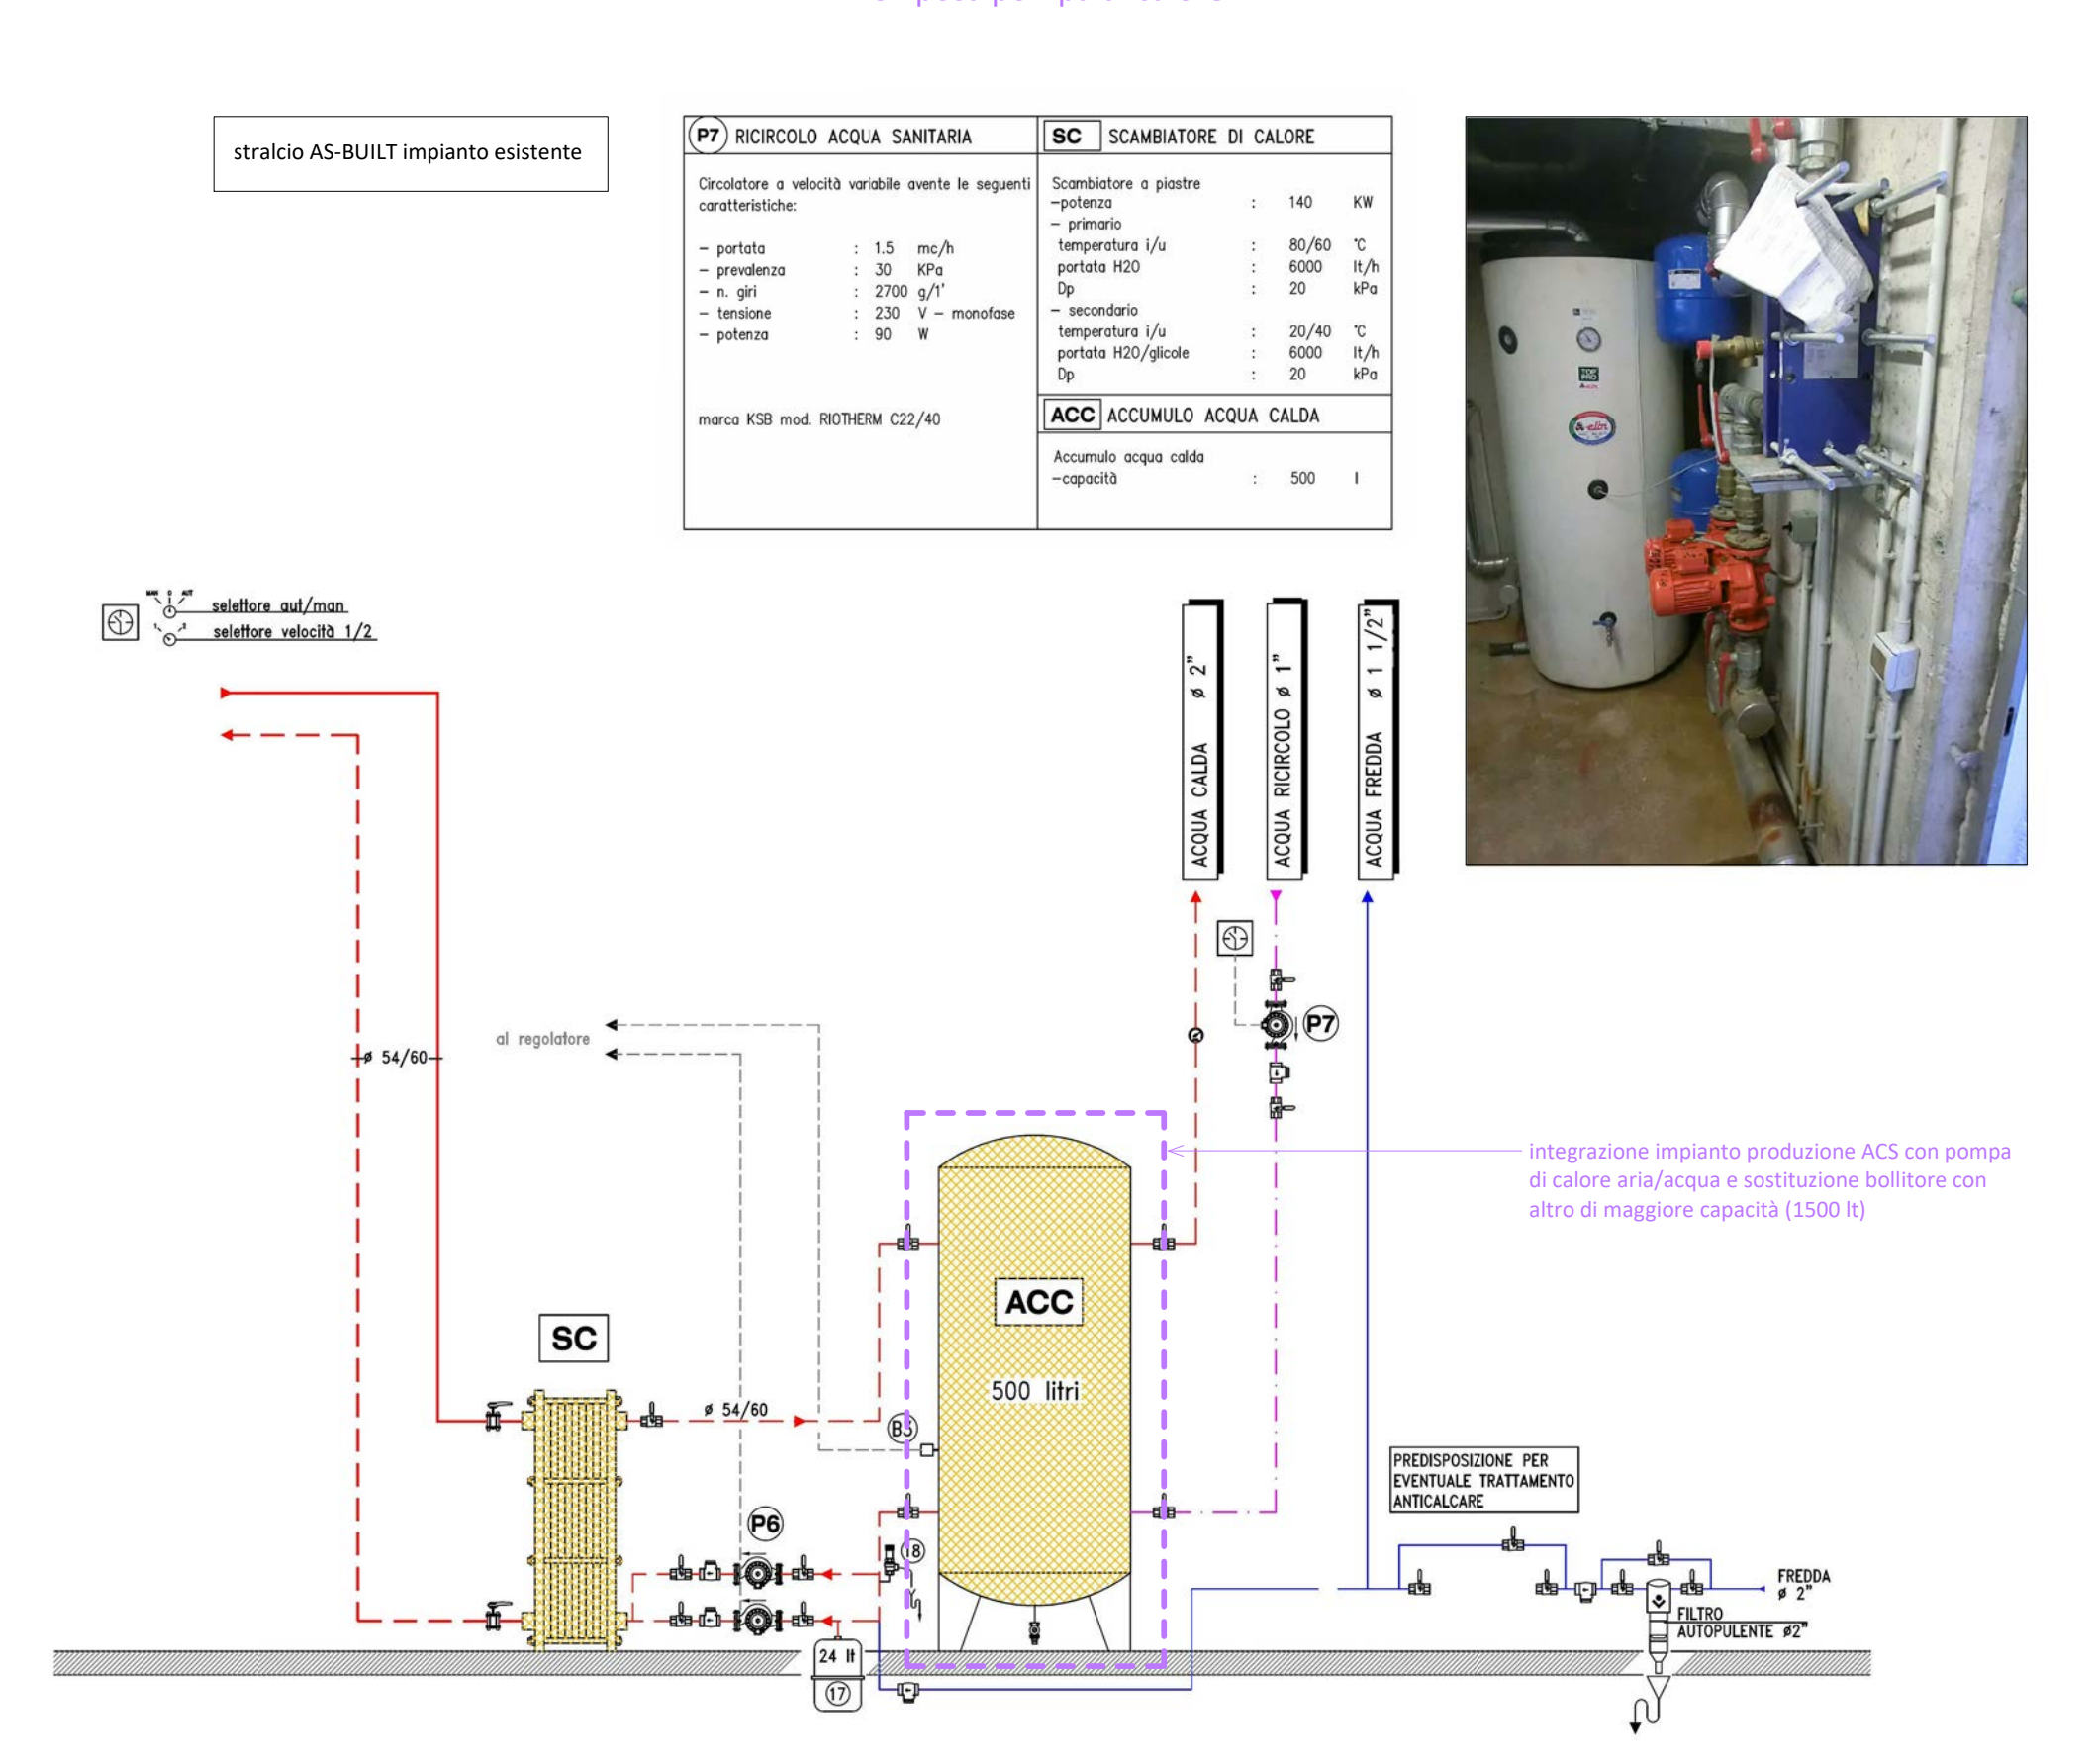 stralcio AS-BUILT impianto esistente
P7 RICIRCOLO ACQUA SANITARIA
Circolatore a velocità variabile avente le seguenti
caratteristiche:
– portata : 1.5 mc/h
– prevalenza : 30 KPa
– n. giri : 2700 g/1'
– tensione : 230 V – monofase
– potenza : 90 W
marca KSB mod. RIOTHERM C22/40
SC SCAMBIATORE DI CALORE
Scambiatore a piastre
–potenza : 140 KW
– primario
temperatura i/u : 80/60 °C
portata H20 : 6000 lt/h
Dp : 20 kPa
– secondario
temperatura i/u : 20/40 °C
portata H20/glicole : 6000 lt/h
Dp : 20 kPa
ACC ACCUMULO ACQUA CALDA
Accumulo acqua calda
–capacità : 500 l
MAN 0 AUT
selettore aut/man
1 2
selettore velocità 1/2
ACQUA CALDA ø 2"
ACQUA RICIRCOLO ø 1"
ACQUA FREDDA ø 1 1/2"
P7
al regolatore
ø 54/60
integrazione impianto produzione ACS con pompa
di calore aria/acqua e sostituzione bollitore con
altro di maggiore capacità (1500 lt)
ACC
SC
500 litri
ø 54/60
B3
PREDISPOSIZIONE PER
EVENTUALE TRATTAMENTO
ANTICALCARE
P6
18
FREDDA
ø 2"
FILTRO
AUTOPULENTE ø2"
24 lt
17